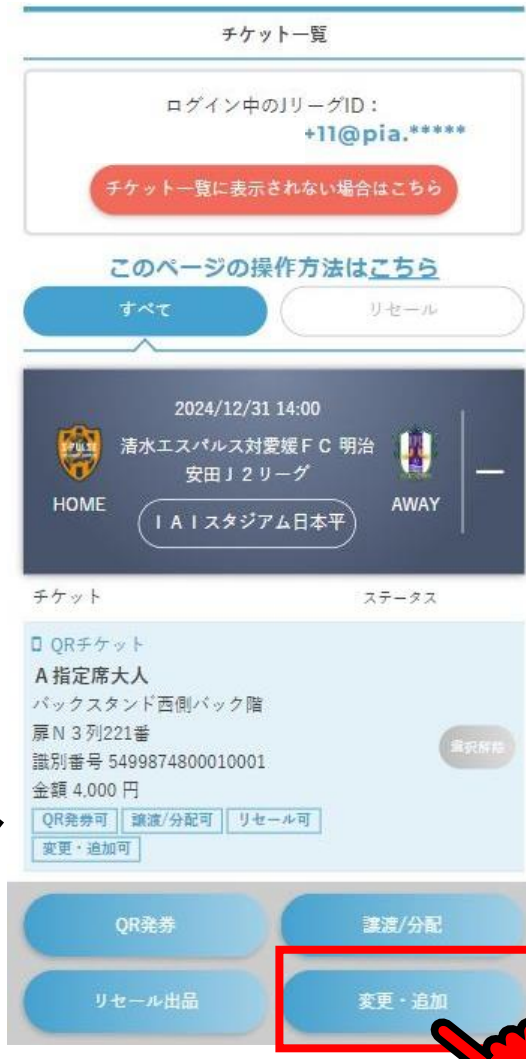 チケット一覧
ログイン中のJリーグID：
+11@pia.*****
チケット一覧に表示されない場合はこちら
このページの操作方法はこちら
すべて
リセール
2024/12/31 14:00
清水エスパルス対愛媛ＦＣ 明治
安田Ｊ２リーグ
HOME
AWAY
ＩＡＩスタジアム日本平
チケット
ステータス
QRチケット
Ａ指定席大人
バックスタンド西側バック階
扉Ｎ３列221番
識別番号 5499874800010001
金額 4,000 円
選択解除
QR発券可 譲渡/分配可 リセール可
変更・追加可
QR発券
譲渡/分配
リセール出品
変更・追加